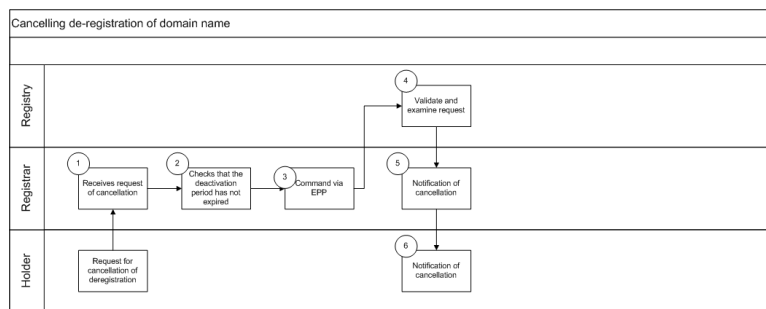 Cancelling de-registration of domain name
Registry
4
Validate and
examine request
Registrar
1
Receives request
of cancellation
2
Checks that the
deactivation
period has not
expired
3
Command via
EPP
5
Notification of
cancellation
Holder
Request for
cancellation of
deregistration
6
Notification of
cancellation